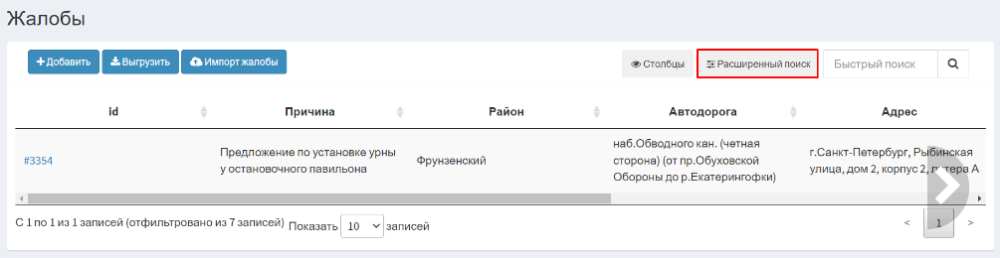 Жалобы
Добавить Выгрузить Импорт жалобы Столбцы Расширенный поиск Быстрый поиск
id Причина Район Автодорога Адрес
#3354
Предложение по установке урны
у остановочного павильона
Фрунзенский
наб.Обводного кан. (четная
сторона) (от пр.Обуховской
Обороны до р.Екатерингофки)
г.Санкт-Петербург, Рыбинская
улица, дом 2, корпус 2, литера А
С 1 по 1 из 1 записей (отфильтровано из 7 записей) Показать 10 записей < 1 >